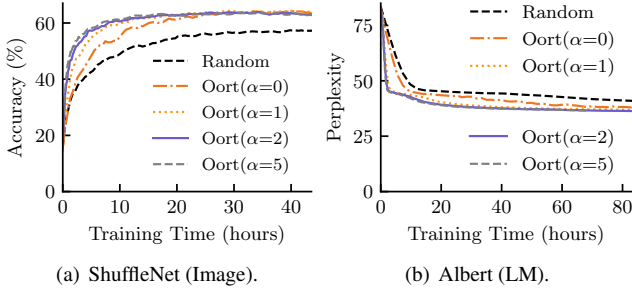 Accuracy (%)
60
40
20
0
Random
Oort(α=0)
Oort(α=1)
Oort(α=2)
Oort(α=5)
0 10 20 30 40
Training Time (hours)
(a) ShuffleNet (Image).
Perplexity
75
50
25
0
Random
Oort(α=0)
Oort(α=1)
Oort(α=2)
Oort(α=5)
0 20 40 60 80
Training Time (hours)
(b) Albert (LM).